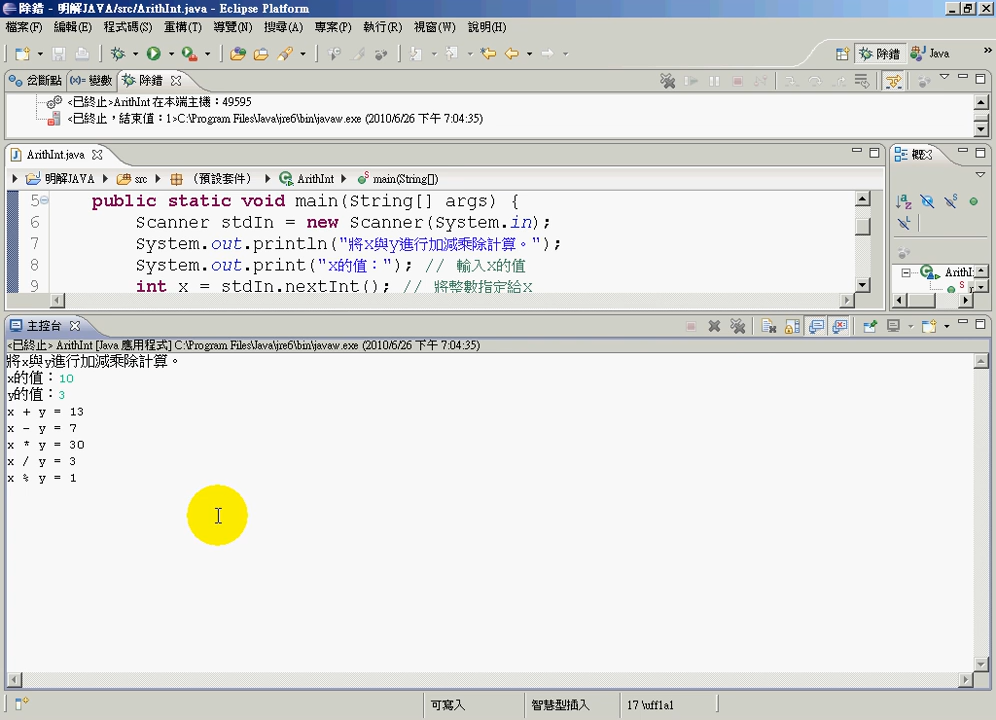 除錯 - 明解JAVA/src/ArithInt.java - Eclipse Platform
檔案(F) 編輯(E) 程式碼(S) 重構(T) 導覽(N) 搜尋(A) 專案(P) 執行(R) 視窗(W) 說明(H)
除錯 Java
岔斷點 (x)= 變數 除錯
<已終止>ArithInt 在本端主機：49595
<已終止，結束值：1>C:\Program Files\Java\jre6\bin\javaw.exe (2010/6/26 下午 7:04:35)
ArithInt.java 概
明解JAVA src (預設套件) ArithInt main(String[])
5 public static void main(String[] args) {
6 Scanner stdIn = new Scanner(System.in);
7 System.out.println("將x與y進行加減乘除計算。");
8 System.out.print("x的值："); // 輸入x的值
9 int x = stdIn.nextInt(); // 將整數指定給x
主控台
<已終止> ArithInt [Java 應用程式] C:\Program Files\Java\jre6\bin\javaw.exe (2010/6/26 下午 7:04:35)
將x與y進行加減乘除計算。
x的值：10
y的值：3
x + y = 13
x - y = 7
x * y = 30
x / y = 3
x % y = 1
可寫入 智慧型插入 17 \uff1a1